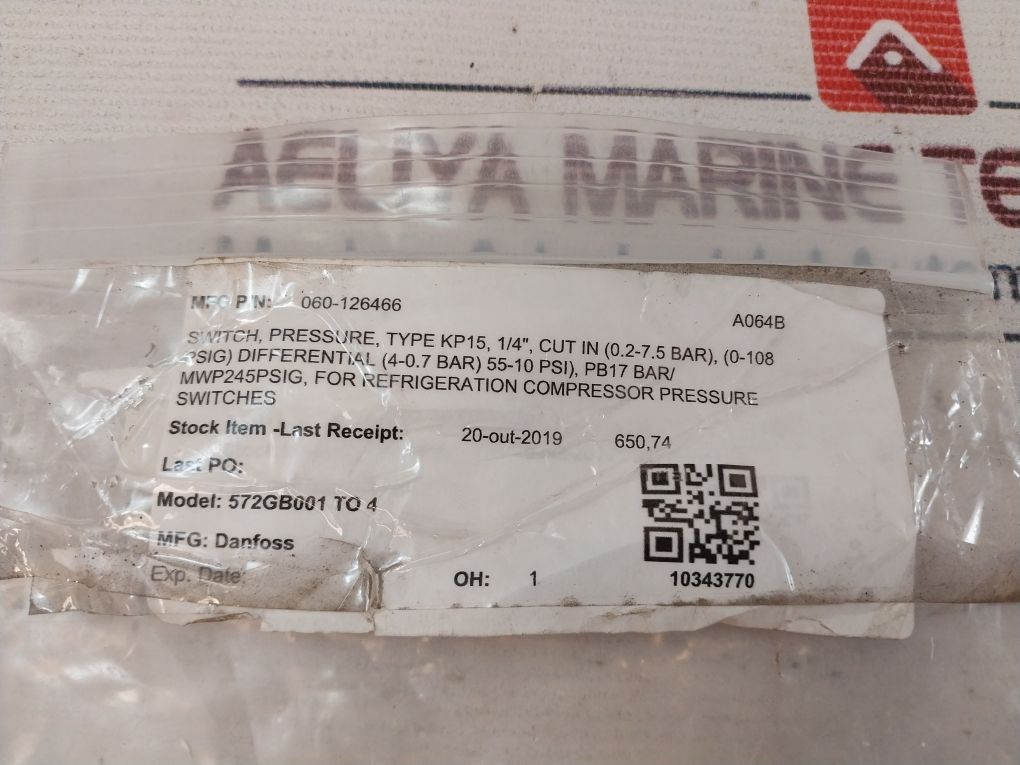 AELIYA MARINE Te
MFG P/N: 060-126466
A064B
SWITCH, PRESSURE, TYPE KP15, 1/4", CUT IN (0.2-7.5 BAR), (0-108
PSIG) DIFFERENTIAL (4-0.7 BAR) 55-10 PSI), PB17 BAR/
MWP245PSIG, FOR REFRIGERATION COMPRESSOR PRESSURE
SWITCHES
Stock Item -Last Receipt: 20-out-2019 650,74
Last PO:
Model: 572GB001 TO 4
MFG: Danfoss
Exp. Date:
OH: 1
10343770